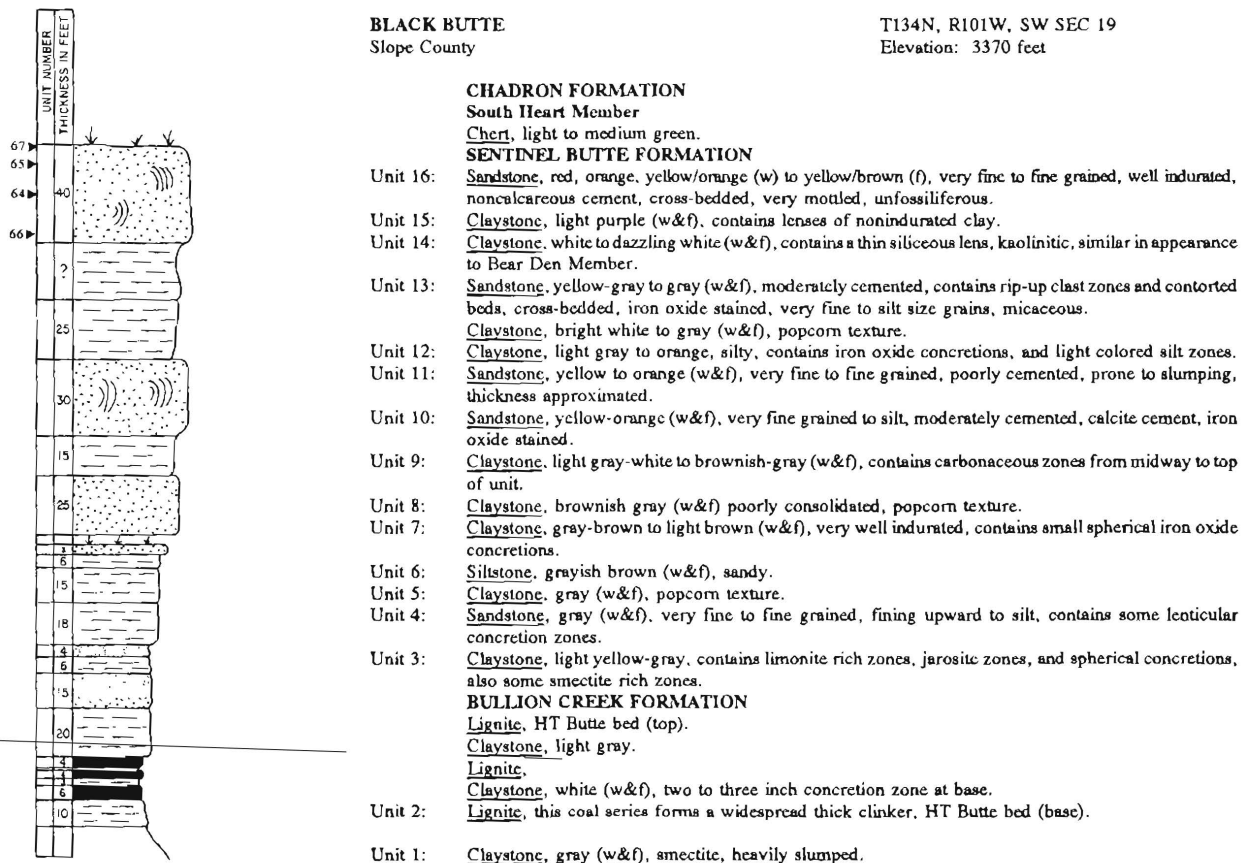 UNIT NUMBER
THICKNESS IN FEET
67
65
64
66
40
?
25
30
15
25
6
15
18
4
6
15
20
4
6
10
BLACK BUTTE
Slope County
T134N, R101W, SW SEC 19
Elevation: 3370 feet
CHADRON FORMATION
South Heart Member
Chert, light to medium green.
SENTINEL BUTTE FORMATION
Unit 16: Sandstone, red, orange, yellow/orange (w) to yellow/brown (f), very fine to fine grained, well indurated,
noncalcareous cement, cross-bedded, very mottled, unfossiliferous.
Unit 15: Claystone, light purple (w&f), contains lenses of nonindurated clay.
Unit 14: Claystone, white to dazzling white (w&f), contains a thin siliceous lens, kaolinitic, similar in appearance
to Bear Den Member.
Unit 13: Sandstone, yellow-gray to gray (w&f), moderately cemented, contains rip-up clast zones and contorted
beds, cross-bedded, iron oxide stained, very fine to silt size grains, micaceous.
Claystone, bright white to gray (w&f), popcorn texture.
Unit 12: Claystone, light gray to orange, silty, contains iron oxide concretions, and light colored silt zones.
Unit 11: Sandstone, yellow to orange (w&f), very fine to fine grained, poorly cemented, prone to slumping,
thickness approximated.
Unit 10: Sandstone, yellow-orange (w&f), very fine grained to silt, moderately cemented, calcite cement, iron
oxide stained.
Unit 9: Claystone, light gray-white to brownish-gray (w&f), contains carbonaceous zones from midway to top
of unit.
Unit 8: Claystone, brownish gray (w&f) poorly consolidated, popcorn texture.
Unit 7: Claystone, gray-brown to light brown (w&f), very well indurated, contains small spherical iron oxide
concretions.
Unit 6: Siltstone, grayish brown (w&f), sandy.
Unit 5: Claystone, gray (w&f), popcorn texture.
Unit 4: Sandstone, gray (w&f), very fine to fine grained, fining upward to silt, contains some lenticular
concretion zones.
Unit 3: Claystone, light yellow-gray, contains limonite rich zones, jarosite zones, and spherical concretions,
also some smectite rich zones.
BULLION CREEK FORMATION
Lignite, HT Butte bed (top).
Claystone, light gray.
Lignite,
Claystone, white (w&f), two to three inch concretion zone at base.
Unit 2: Lignite, this coal series forms a widespread thick clinker, HT Butte bed (base).
Unit 1: Claystone, gray (w&f), smectite, heavily slumped.